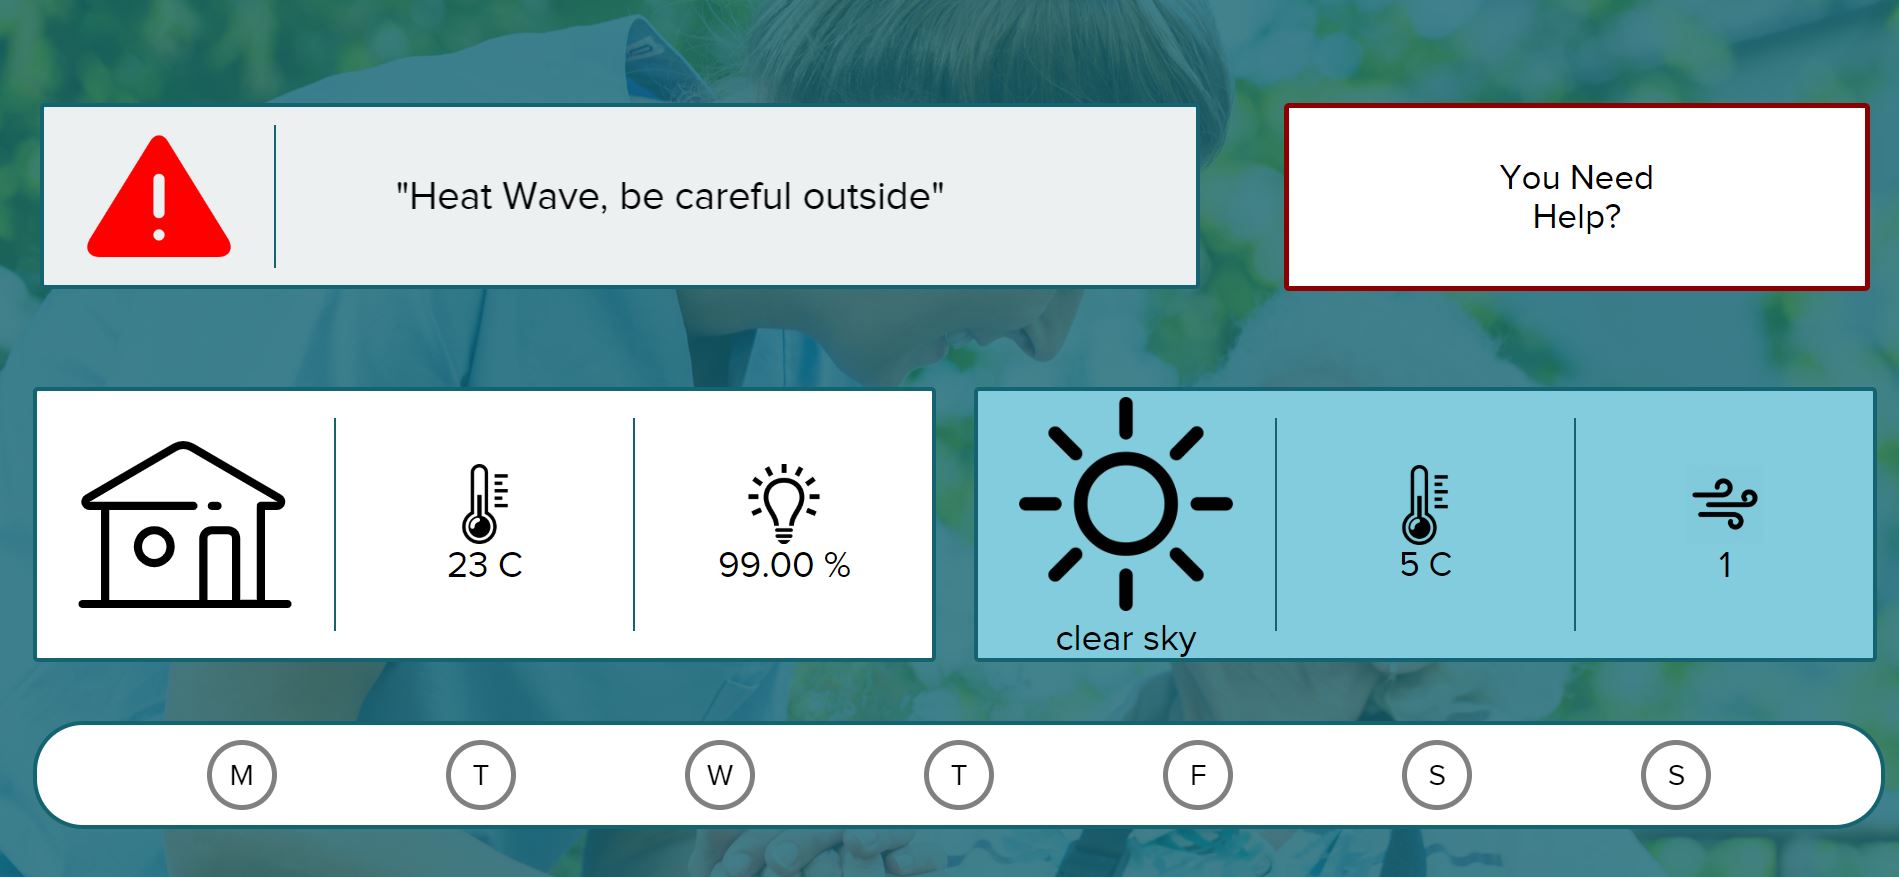 "Heat Wave, be careful outside"
You Need
Help?
23 C
99.00 %
clear sky
5 C
1
M
T
W
T
F
S
S